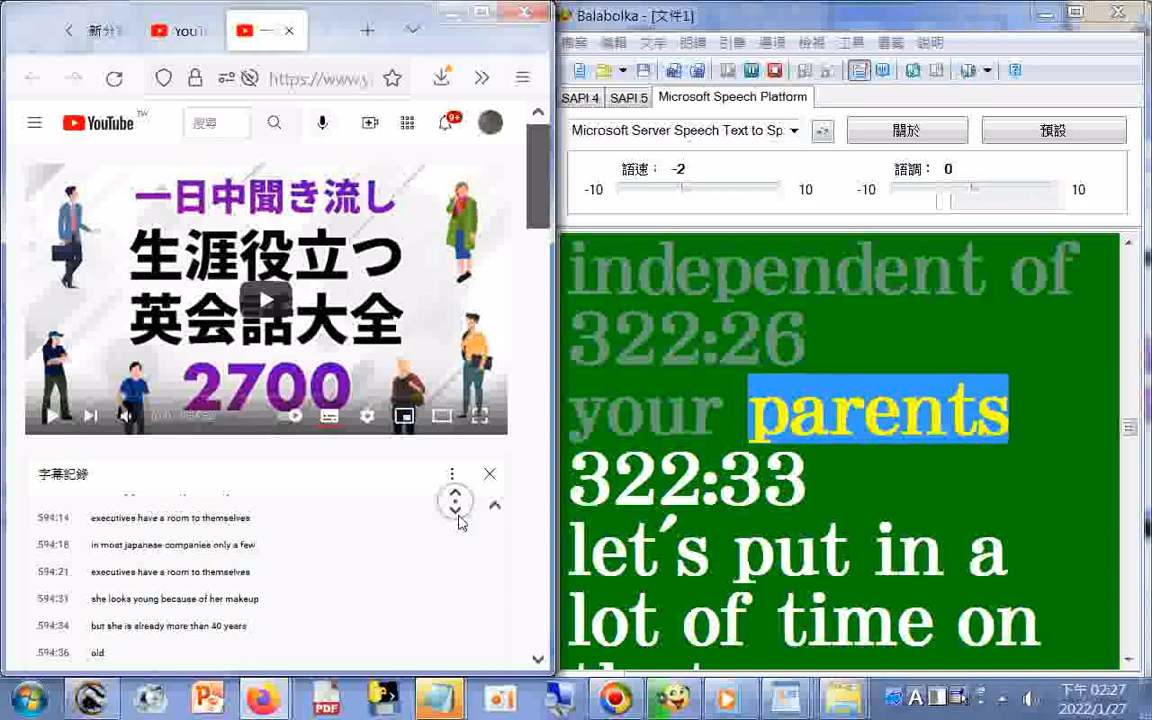 新分
YouT
Balabolka - [文件1]
檔案 編輯 文字 朗讀 引擎 選項 檢視 工具 書籤 說明
https://www.y
SAPI 4 SAPI 5 Microsoft Speech Platform
YouTube TW
搜尋
9+
Microsoft Server Speech Text to Sp
關於
預設
語速: -2
語調: 0
-10 10 -10 10
一日中聞き流し
生涯役立つ
英会話大全
2700
字幕記錄
594:14 executives have a room to themselves
594:18 in most japanese companies only a few
594:21 executives have a room to themselves
594:31 she looks young because of her makeup
594:34 but she is already more than 40 years
594:36 old
independent of
322:26
your parents
322:33
let's put in a
lot of time on
PDF
A
下午 02:27
2022/1/27